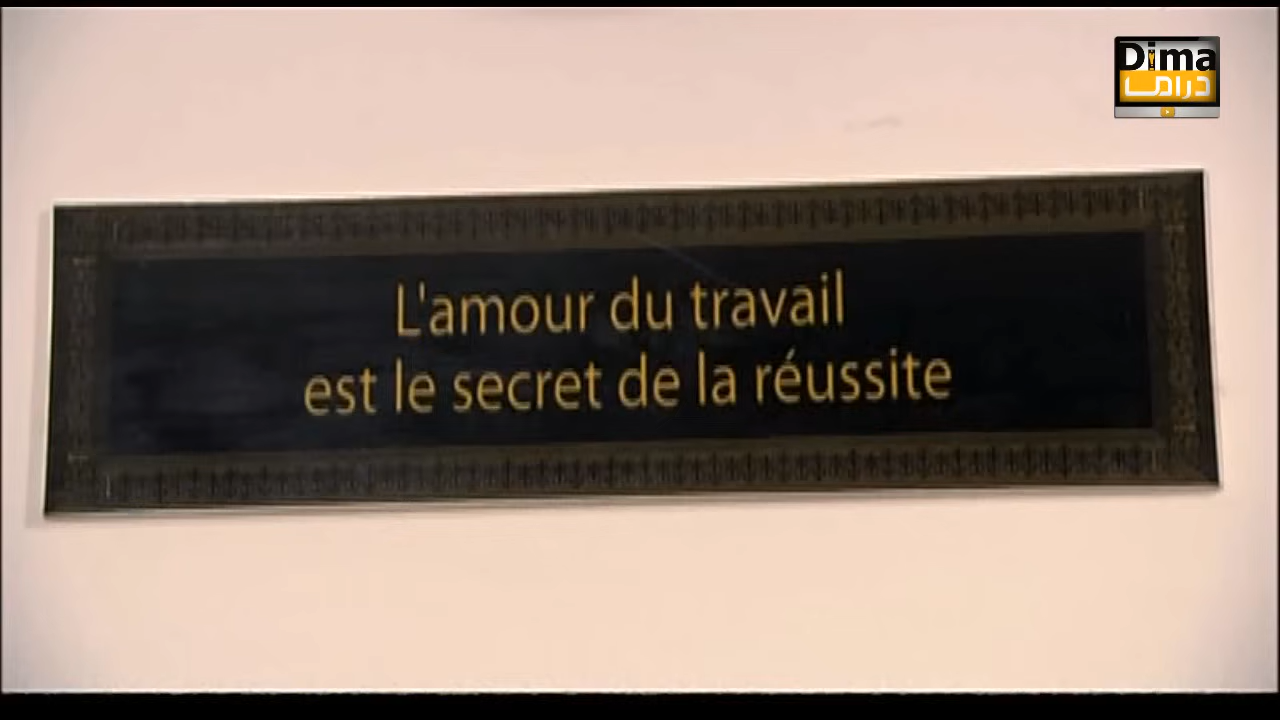 Dima
دراما
L'amour du travail
est le secret de la réussite